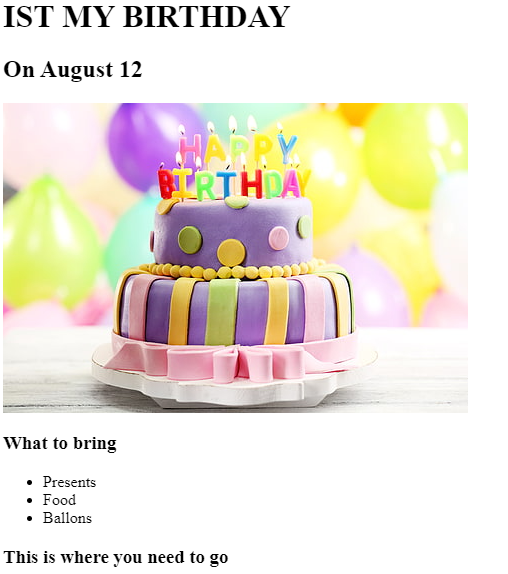 IST MY BIRTHDAY
On August 12
HAPPY
BIRTHDAY
What to bring
Presents
Food
Ballons
This is where you need to go